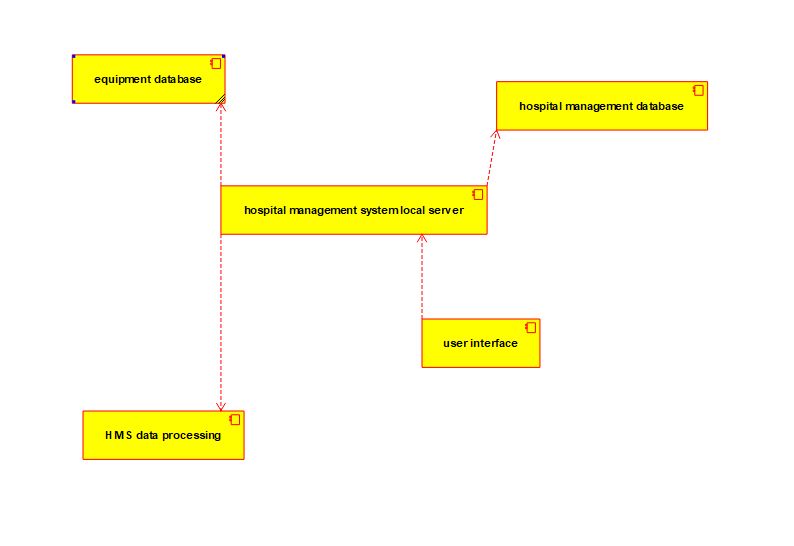 equipment database
hospital management database
hospital management system local server
user interface
HMS data processing